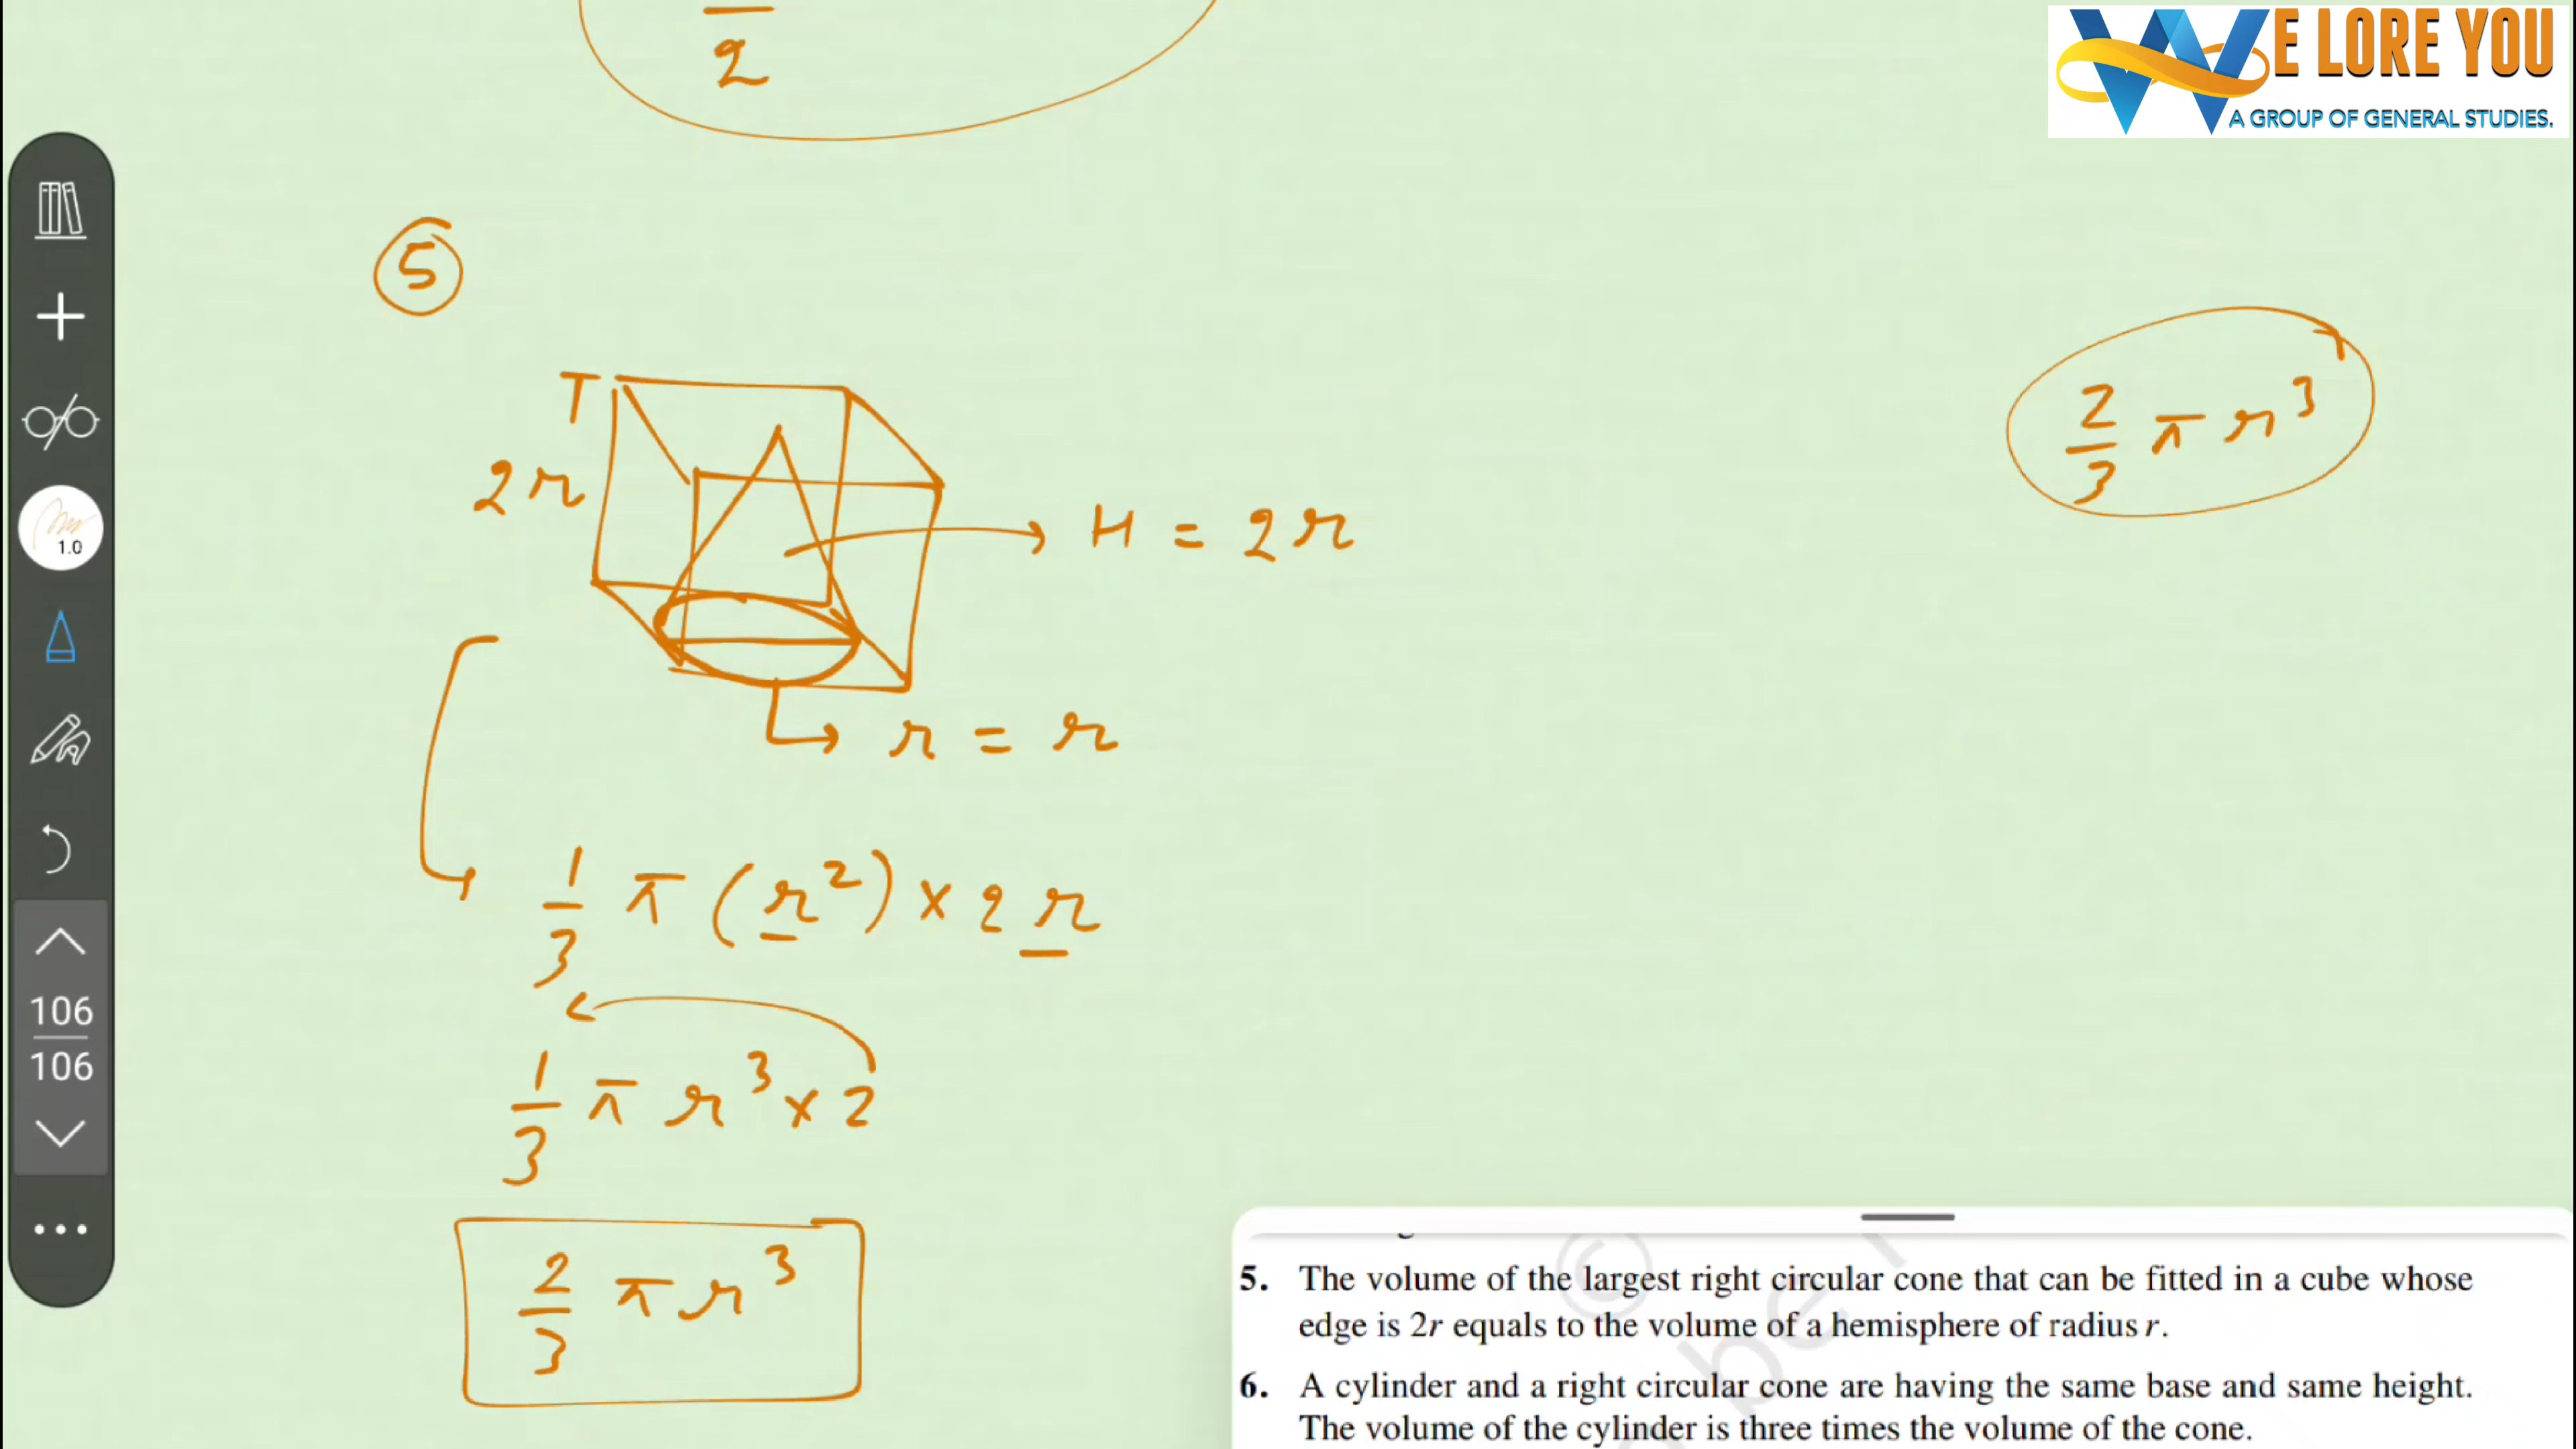 WE LORE YOU
A GROUP OF GENERAL STUDIES.
2
5
T
2r
H = 2r
2/3 π r³
r = r
1.0
1/3 π (r²) × 2r
1/3 π r³ × 2
2/3 π r³
106
106
5. The volume of the largest right circular cone that can be fitted in a cube whose
edge is 2r equals to the volume of a hemisphere of radius r.
6. A cylinder and a right circular cone are having the same base and same height.
The volume of the cylinder is three times the volume of the cone.